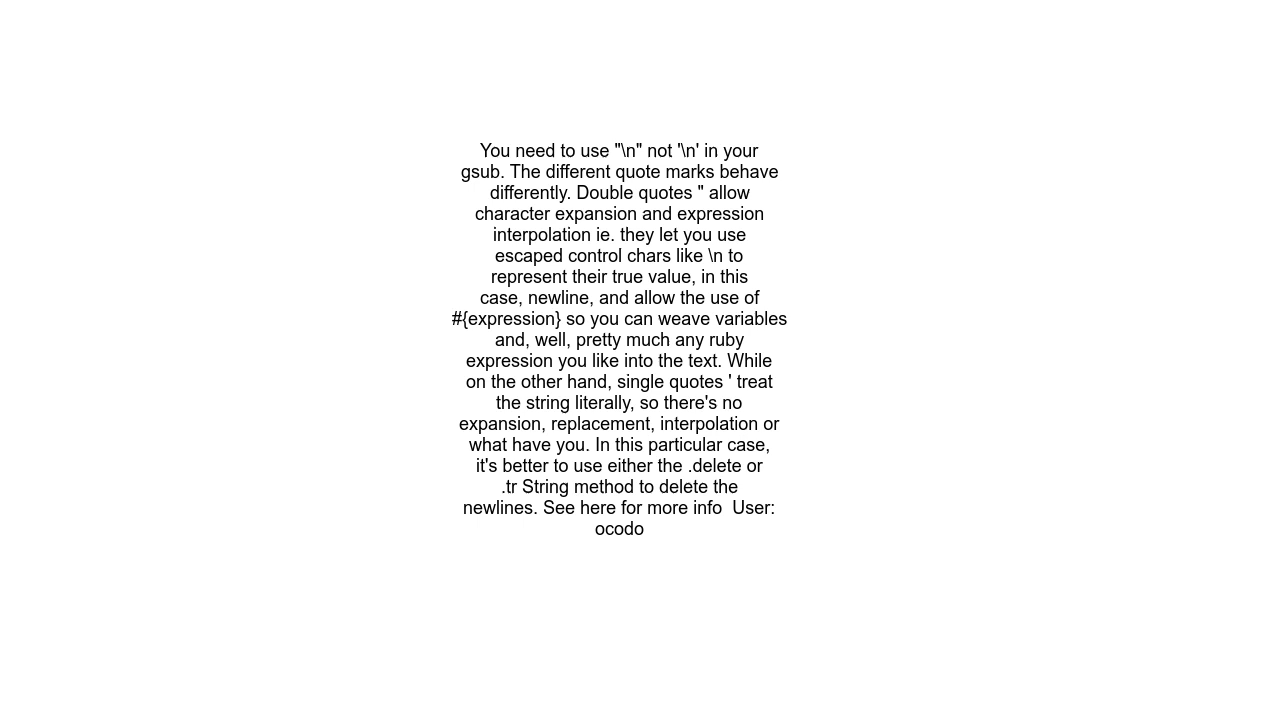 You need to use "\n" not '\n' in your
gsub. The different quote marks behave
differently. Double quotes " allow
character expansion and expression
interpolation ie. they let you use
escaped control chars like \n to
represent their true value, in this
case, newline, and allow the use of
#{expression} so you can weave variables
and, well, pretty much any ruby
expression you like into the text. While
on the other hand, single quotes ' treat
the string literally, so there's no
expansion, replacement, interpolation or
what have you. In this particular case,
it's better to use either the .delete or
.tr String method to delete the
newlines. See here for more info  User:
ocodo